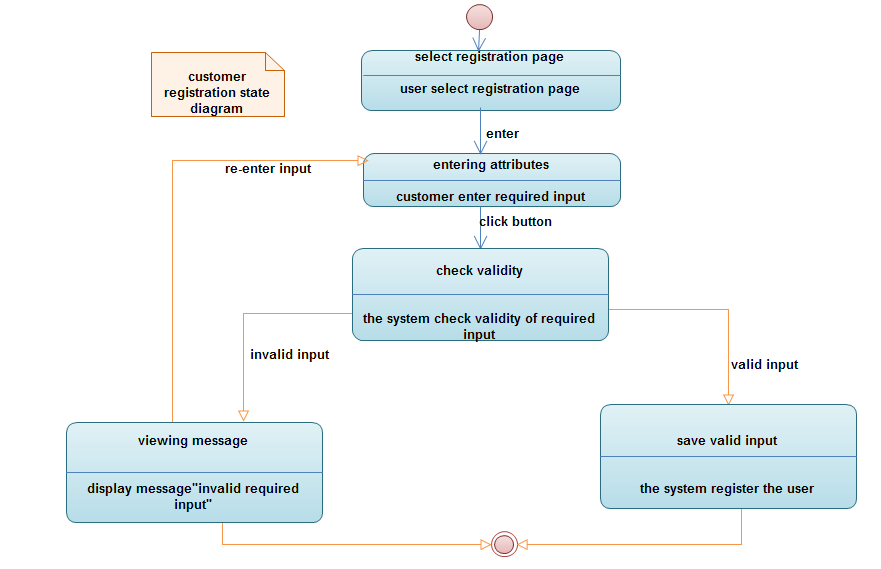 select registration page
customer
registration state
diagram
user select registration page
enter
entering attributes
re-enter input
customer enter required input
click button
check validity
the system check validity of required
input
invalid input
valid input
viewing message
save valid input
display message"invalid required
input"
the system register the user